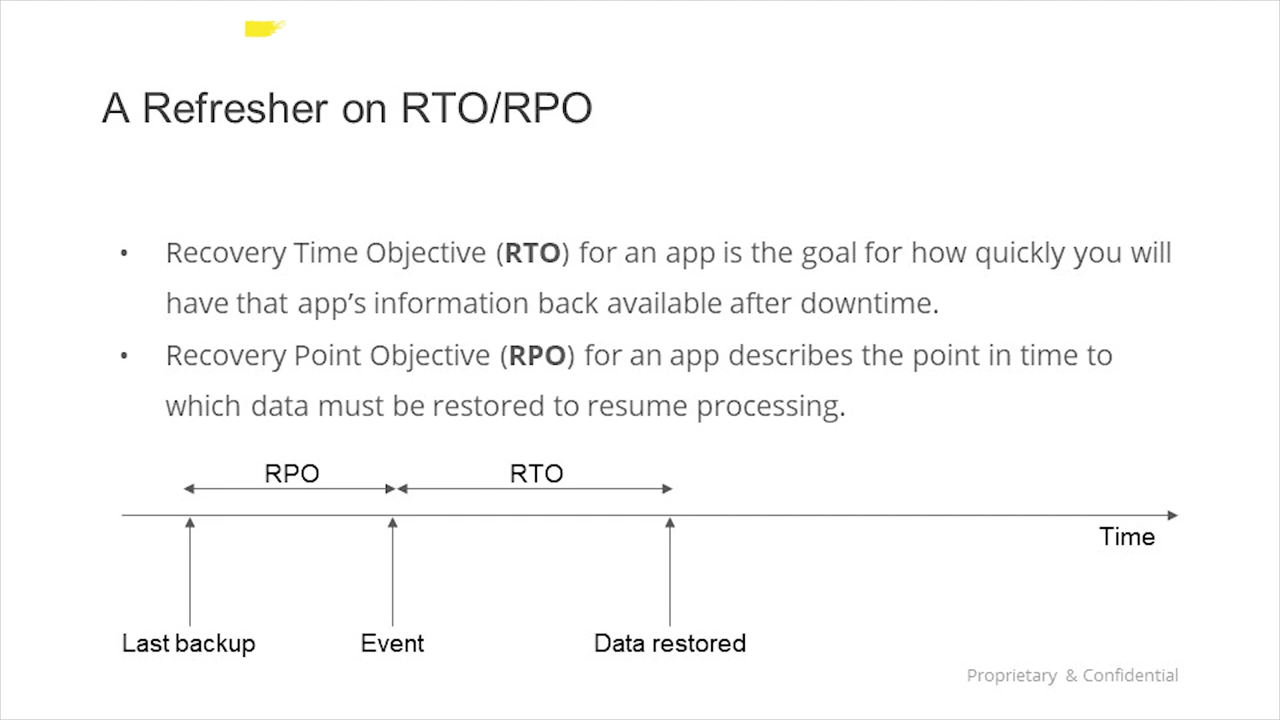 A Refresher on RTO/RPO
• Recovery Time Objective (RTO) for an app is the goal for how quickly you will
have that app’s information back available after downtime.
• Recovery Point Objective (RPO) for an app describes the point in time to
which data must be restored to resume processing.
RPO RTO
Time
Last backup Event Data restored
Proprietary & Confidential